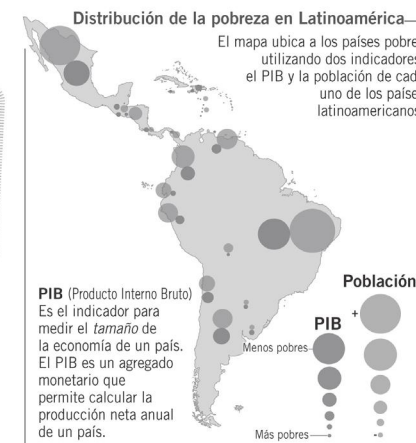 Distribución de la pobreza en Latinoamérica
El mapa ubica a los países pobre
utilizando dos indicadores
el PIB y la población de cad
uno de los paíse
latinoamericanos
PIB (Producto Interno Bruto)
Es el indicador para
medir el tamaño de
la economía de un país.
El PIB es un agregado
monetario que
permite calcular la
producción neta anual
de un país.
Población
+
PIB
Menos pobres
Más pobres
-